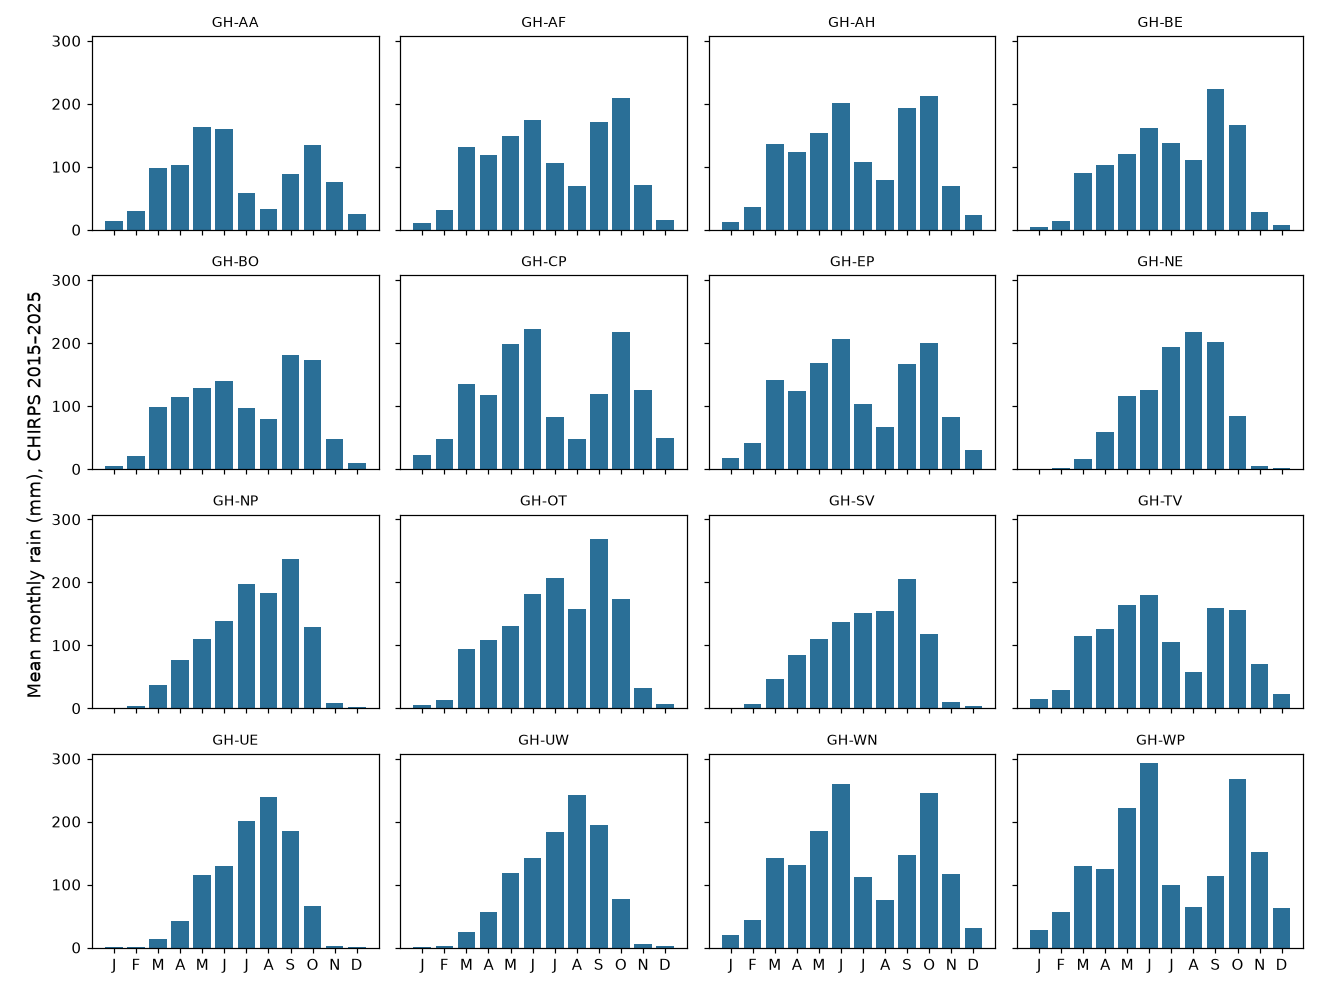 GH-AA GH-AF GH-AH GH-BE
300
200
100
0
GH-BO GH-CP GH-EP GH-NE
300
200
100
0
Mean monthly rain (mm), CHIRPS 2015–2025
GH-NP GH-OT GH-SV GH-TV
300
200
100
0
GH-UE GH-UW GH-WN GH-WP
300
200
100
0
J F M A M J J A S O N D J F M A M J J A S O N D J F M A M J J A S O N D J F M A M J J A S O N D